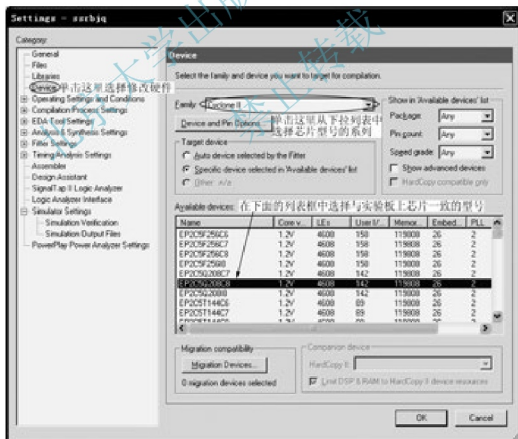 Settings - ssrbjq
Category:
General
Files
Libraries
Device
单击这里选择修改硬件
Operating Settings and Conditions
Compilation Process Settings
EDA Tool Settings
Analysis & Synthesis Settings
Fitter Settings
Timing Analysis Settings
Assembler
Design Assistant
SignalTap II Logic Analyzer
Logic Analyzer Interface
Simulator Settings
Simulation Verification
Simulation Output Files
PowerPlay Power Analyzer Settings
Device
Select the family and device you want to target for compilation.
Family: Cyclone II
Device and Pin Options...
单击这里从下拉列表中
选择芯片型号的系列
Show in 'Available devices' list
Package: Any
Pin count: Any
Speed grade: Any
Show advanced devices
HardCopy compatible only
Target device
Auto device selected by the Fitter
Specific device selected in 'Available devices' list
Other: n/a
Available devices:
在下面的列表框中选择与实验板上芯片一致的型号
Name Core v... LEs User I/... Memor... Embed... PLL
EP2C5F256C6 1.2V 4608 158 119808 26 2
EP2C5F256C7 1.2V 4608 158 119808 26 2
EP2C5F256C8 1.2V 4608 158 119808 26 2
EP2C5F256I8 1.2V 4608 158 119808 26 2
EP2C5Q208C7 1.2V 4608 142 119808 26 2
EP2C5Q208C8 1.2V 4608 142 119808 26 2
EP2C5Q208I8 1.2V 4608 142 119808 26 2
EP2C5T144C6 1.2V 4608 89 119808 26 2
EP2C5T144C7 1.2V 4608 89 119808 26 2
Migration compatibility
Migration Devices...
0 migration devices selected
Companion device
HardCopy II:
Limit DSP & RAM to HardCopy II device resources
OK
Cancel
大学出版
禁止转载